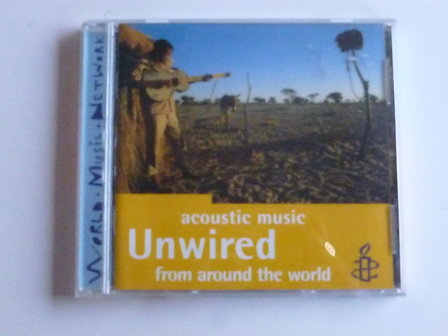 WORLD · MUSIC · NETWORK
acoustic music
Unwired
from around the world